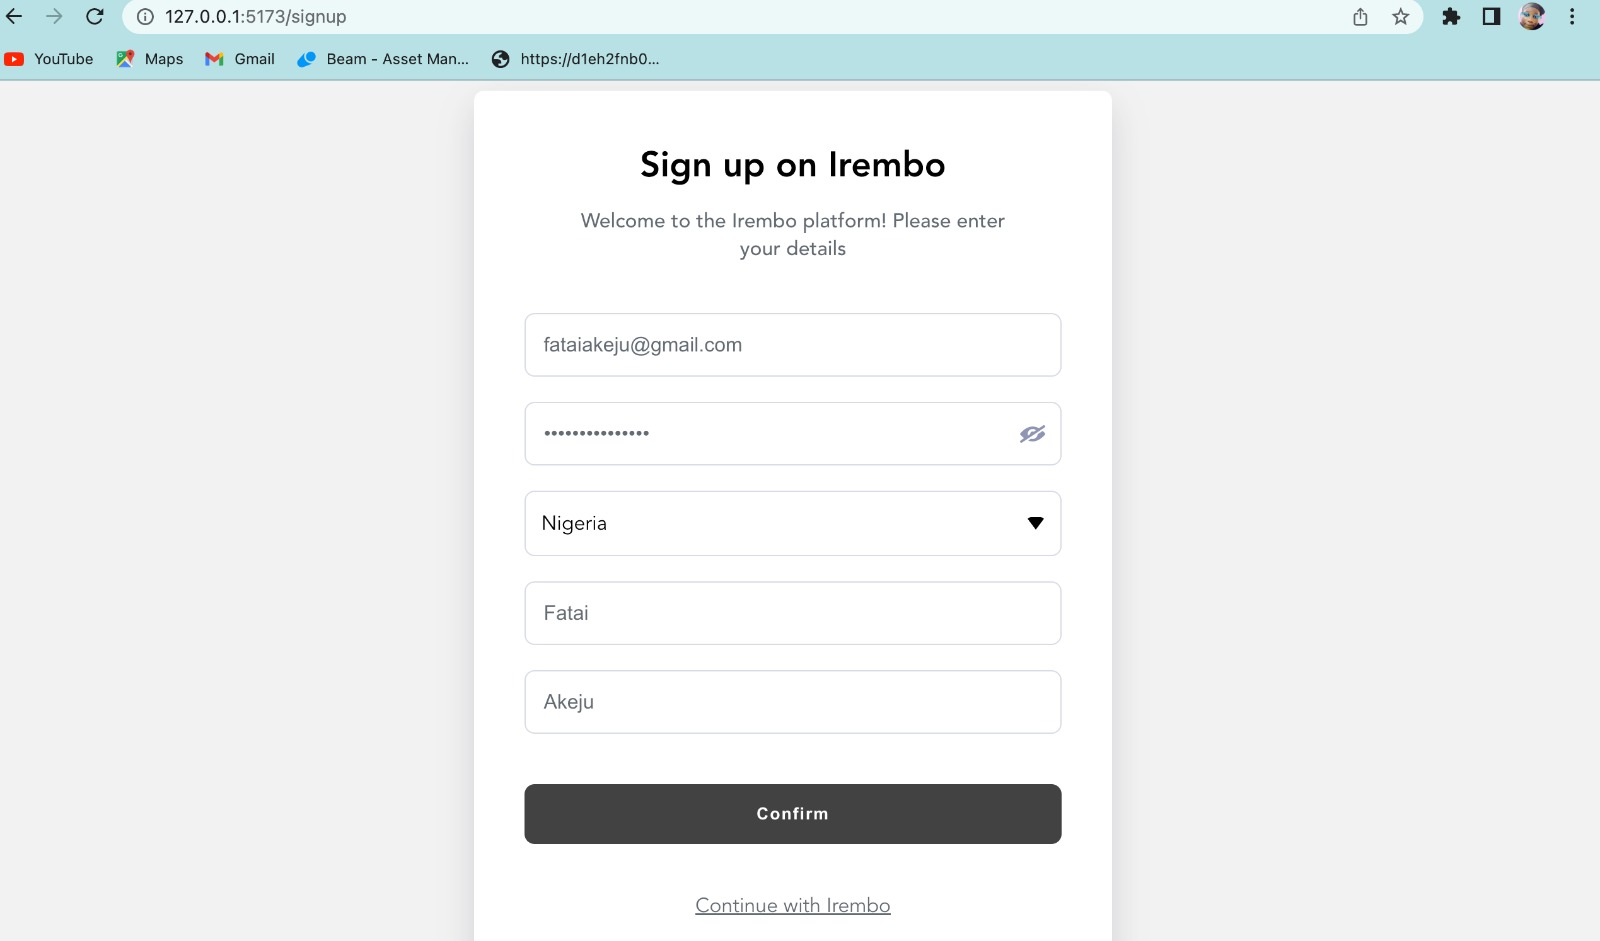 127.0.0.1:5173/signup
YouTube Maps Gmail Beam - Asset Man... https://d1eh2fnb0...
Sign up on Irembo
Welcome to the Irembo platform! Please enter
your details
fataiakeju@gmail.com
•••••••••••••••
Nigeria
Fatai
Akeju
Confirm
Continue with Irembo